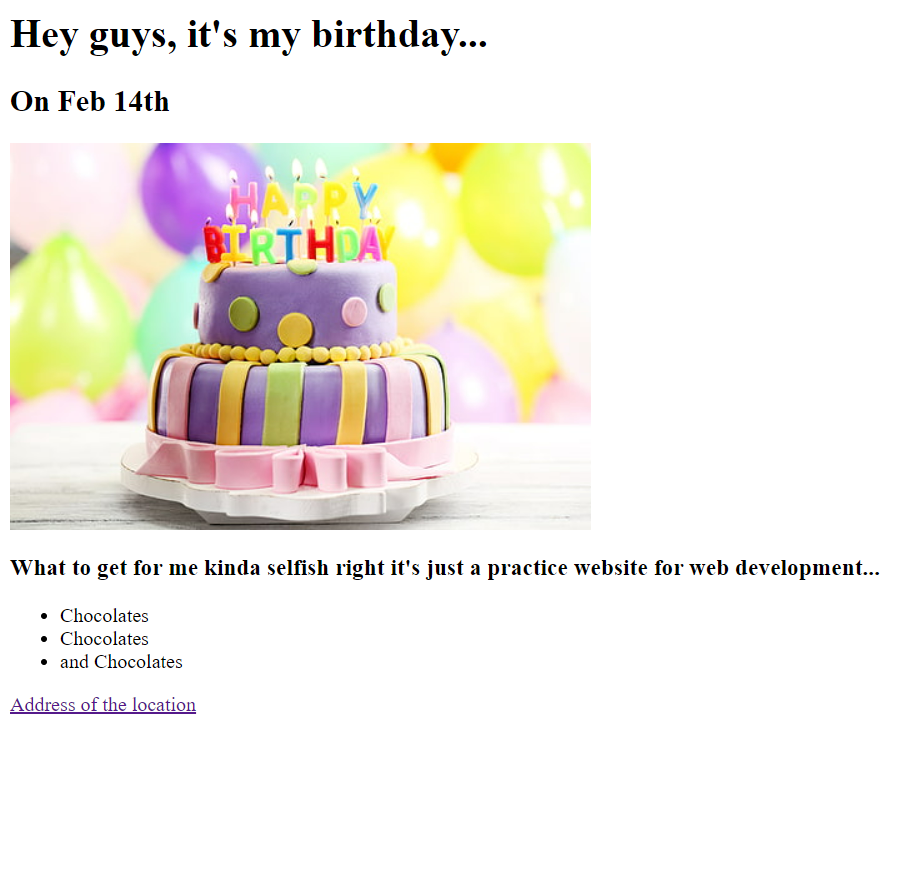 Hey guys, it's my birthday...
On Feb 14th
HAPPY
BIRTHDAY
What to get for me kinda selfish right it's just a practice website for web development...
Chocolates
Chocolates
and Chocolates
Address of the location